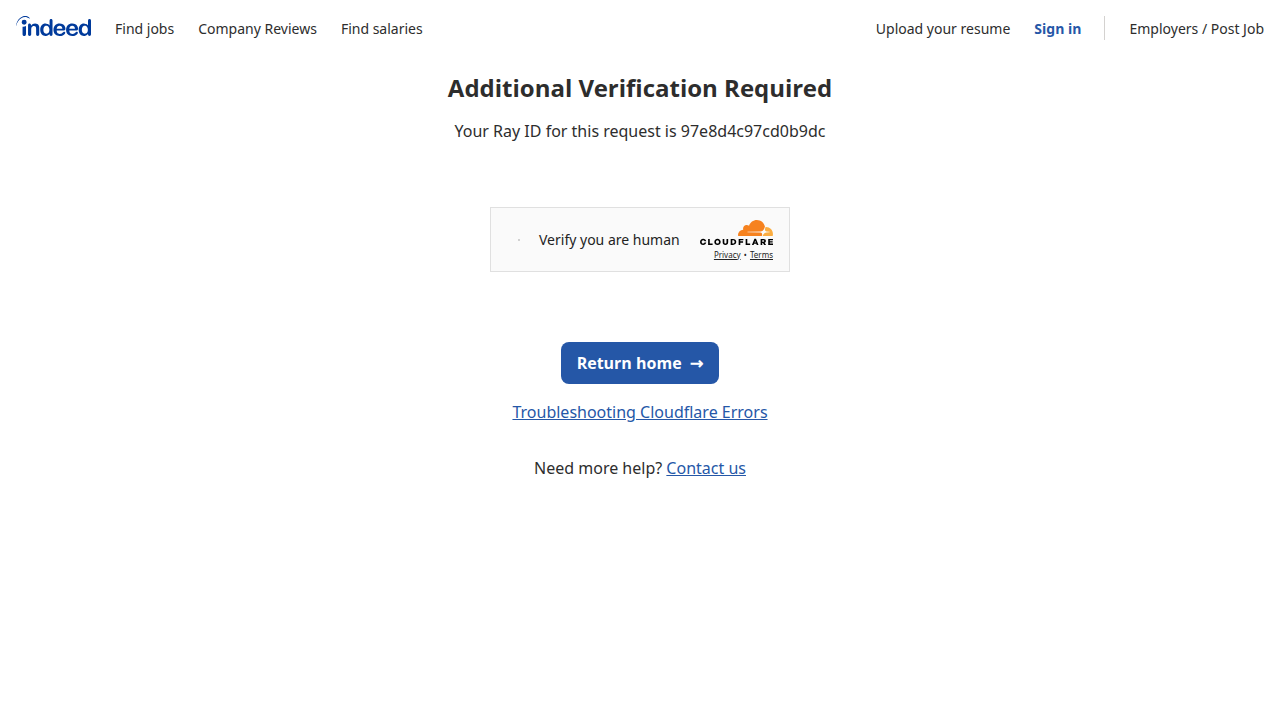 indeed Find jobs Company Reviews Find salaries Upload your resume Sign in Employers / Post Job
Additional Verification Required
Your Ray ID for this request is 97e8d4c97cd0b9dc
Verify you are human
CLOUDFLARE
Privacy • Terms
Return home →
Troubleshooting Cloudflare Errors
Need more help? Contact us